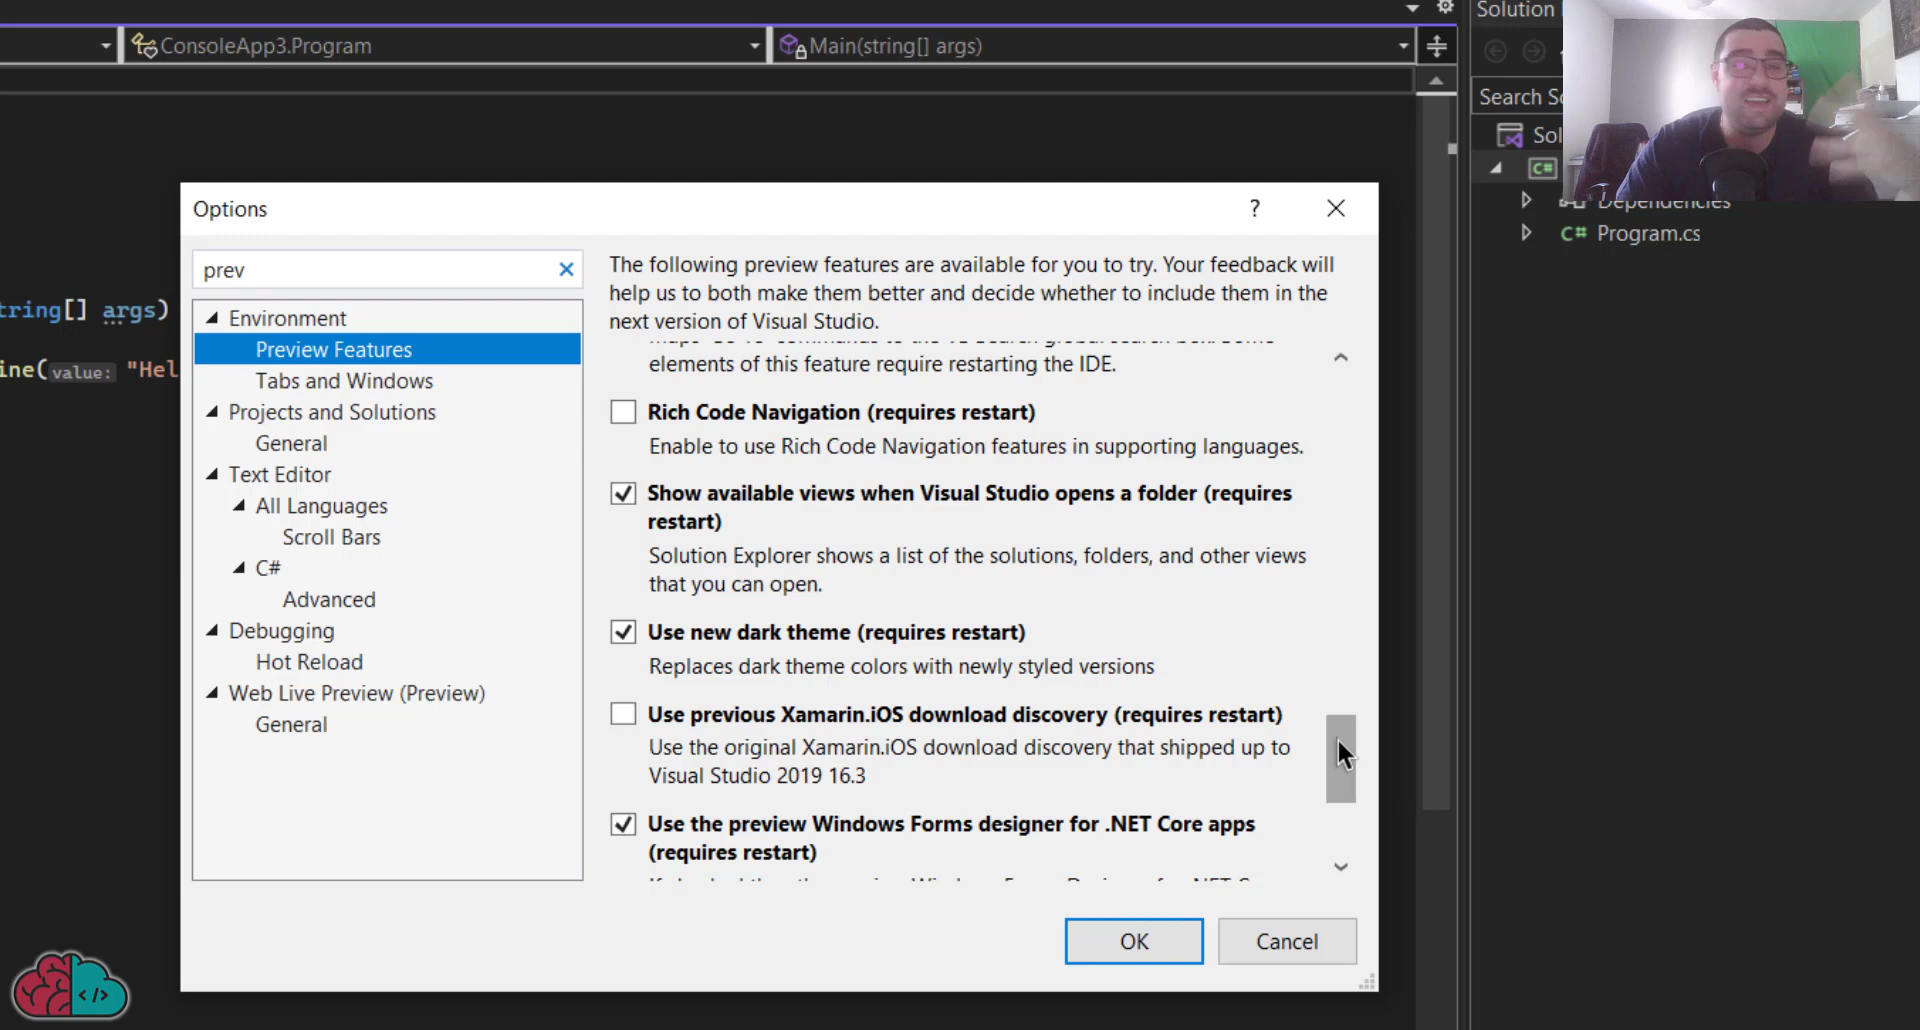 Solution
ConsoleApp3.Program
Main(string[] args)
Search
Sol
C#
Dependencies
C# Program.cs
Options
?
prev
The following preview features are available for you to try. Your feedback will
help us to both make them better and decide whether to include them in the
next version of Visual Studio.
elements of this feature require restarting the IDE.
Environment
Preview Features
Tabs and Windows
Projects and Solutions
General
Text Editor
All Languages
Scroll Bars
C#
Advanced
Debugging
Hot Reload
Web Live Preview (Preview)
General
Rich Code Navigation (requires restart)
Enable to use Rich Code Navigation features in supporting languages.
Show available views when Visual Studio opens a folder (requires
restart)
Solution Explorer shows a list of the solutions, folders, and other views
that you can open.
Use new dark theme (requires restart)
Replaces dark theme colors with newly styled versions
Use previous Xamarin.iOS download discovery (requires restart)
Use the original Xamarin.iOS download discovery that shipped up to
Visual Studio 2019 16.3
Use the preview Windows Forms designer for .NET Core apps
(requires restart)
OK
Cancel
tring[] args)
ine(value: "Hel
</>